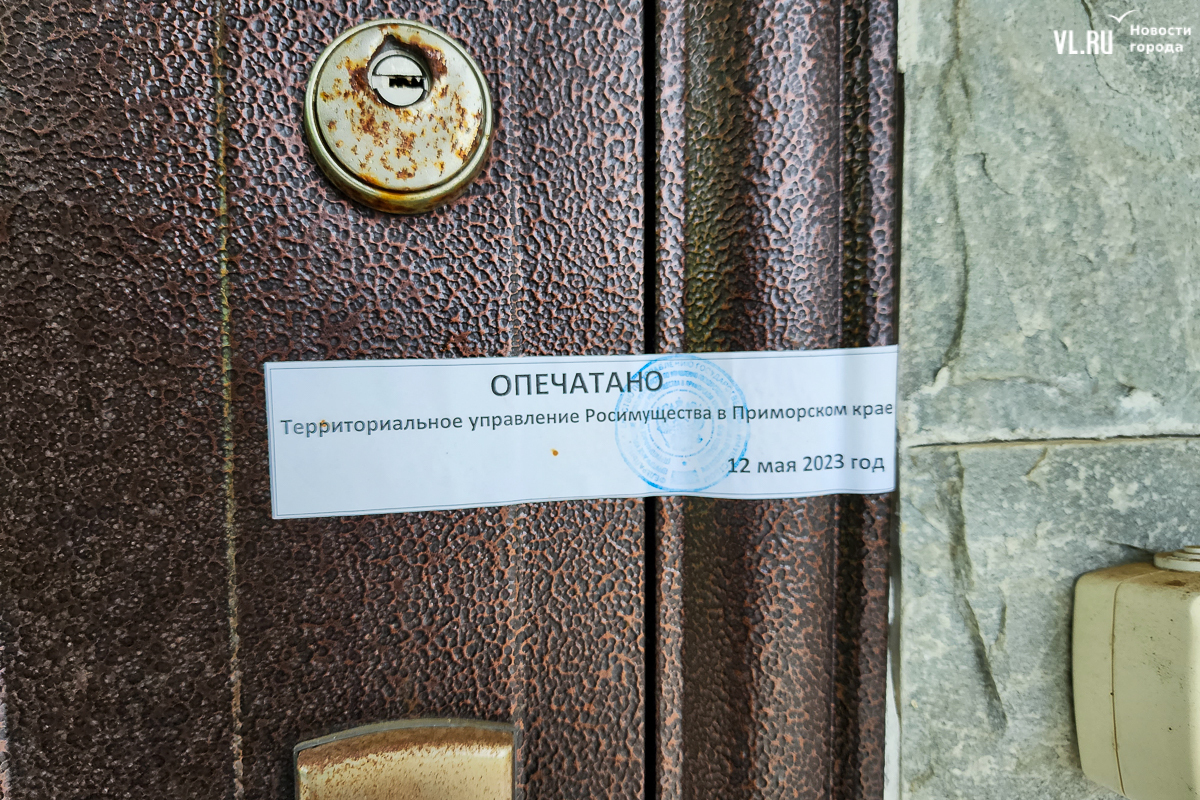 VL.RU Новости
города
ОПЕЧАТАНО
Территориальное управление Росимущества в Приморском крае
12 мая 2023 год